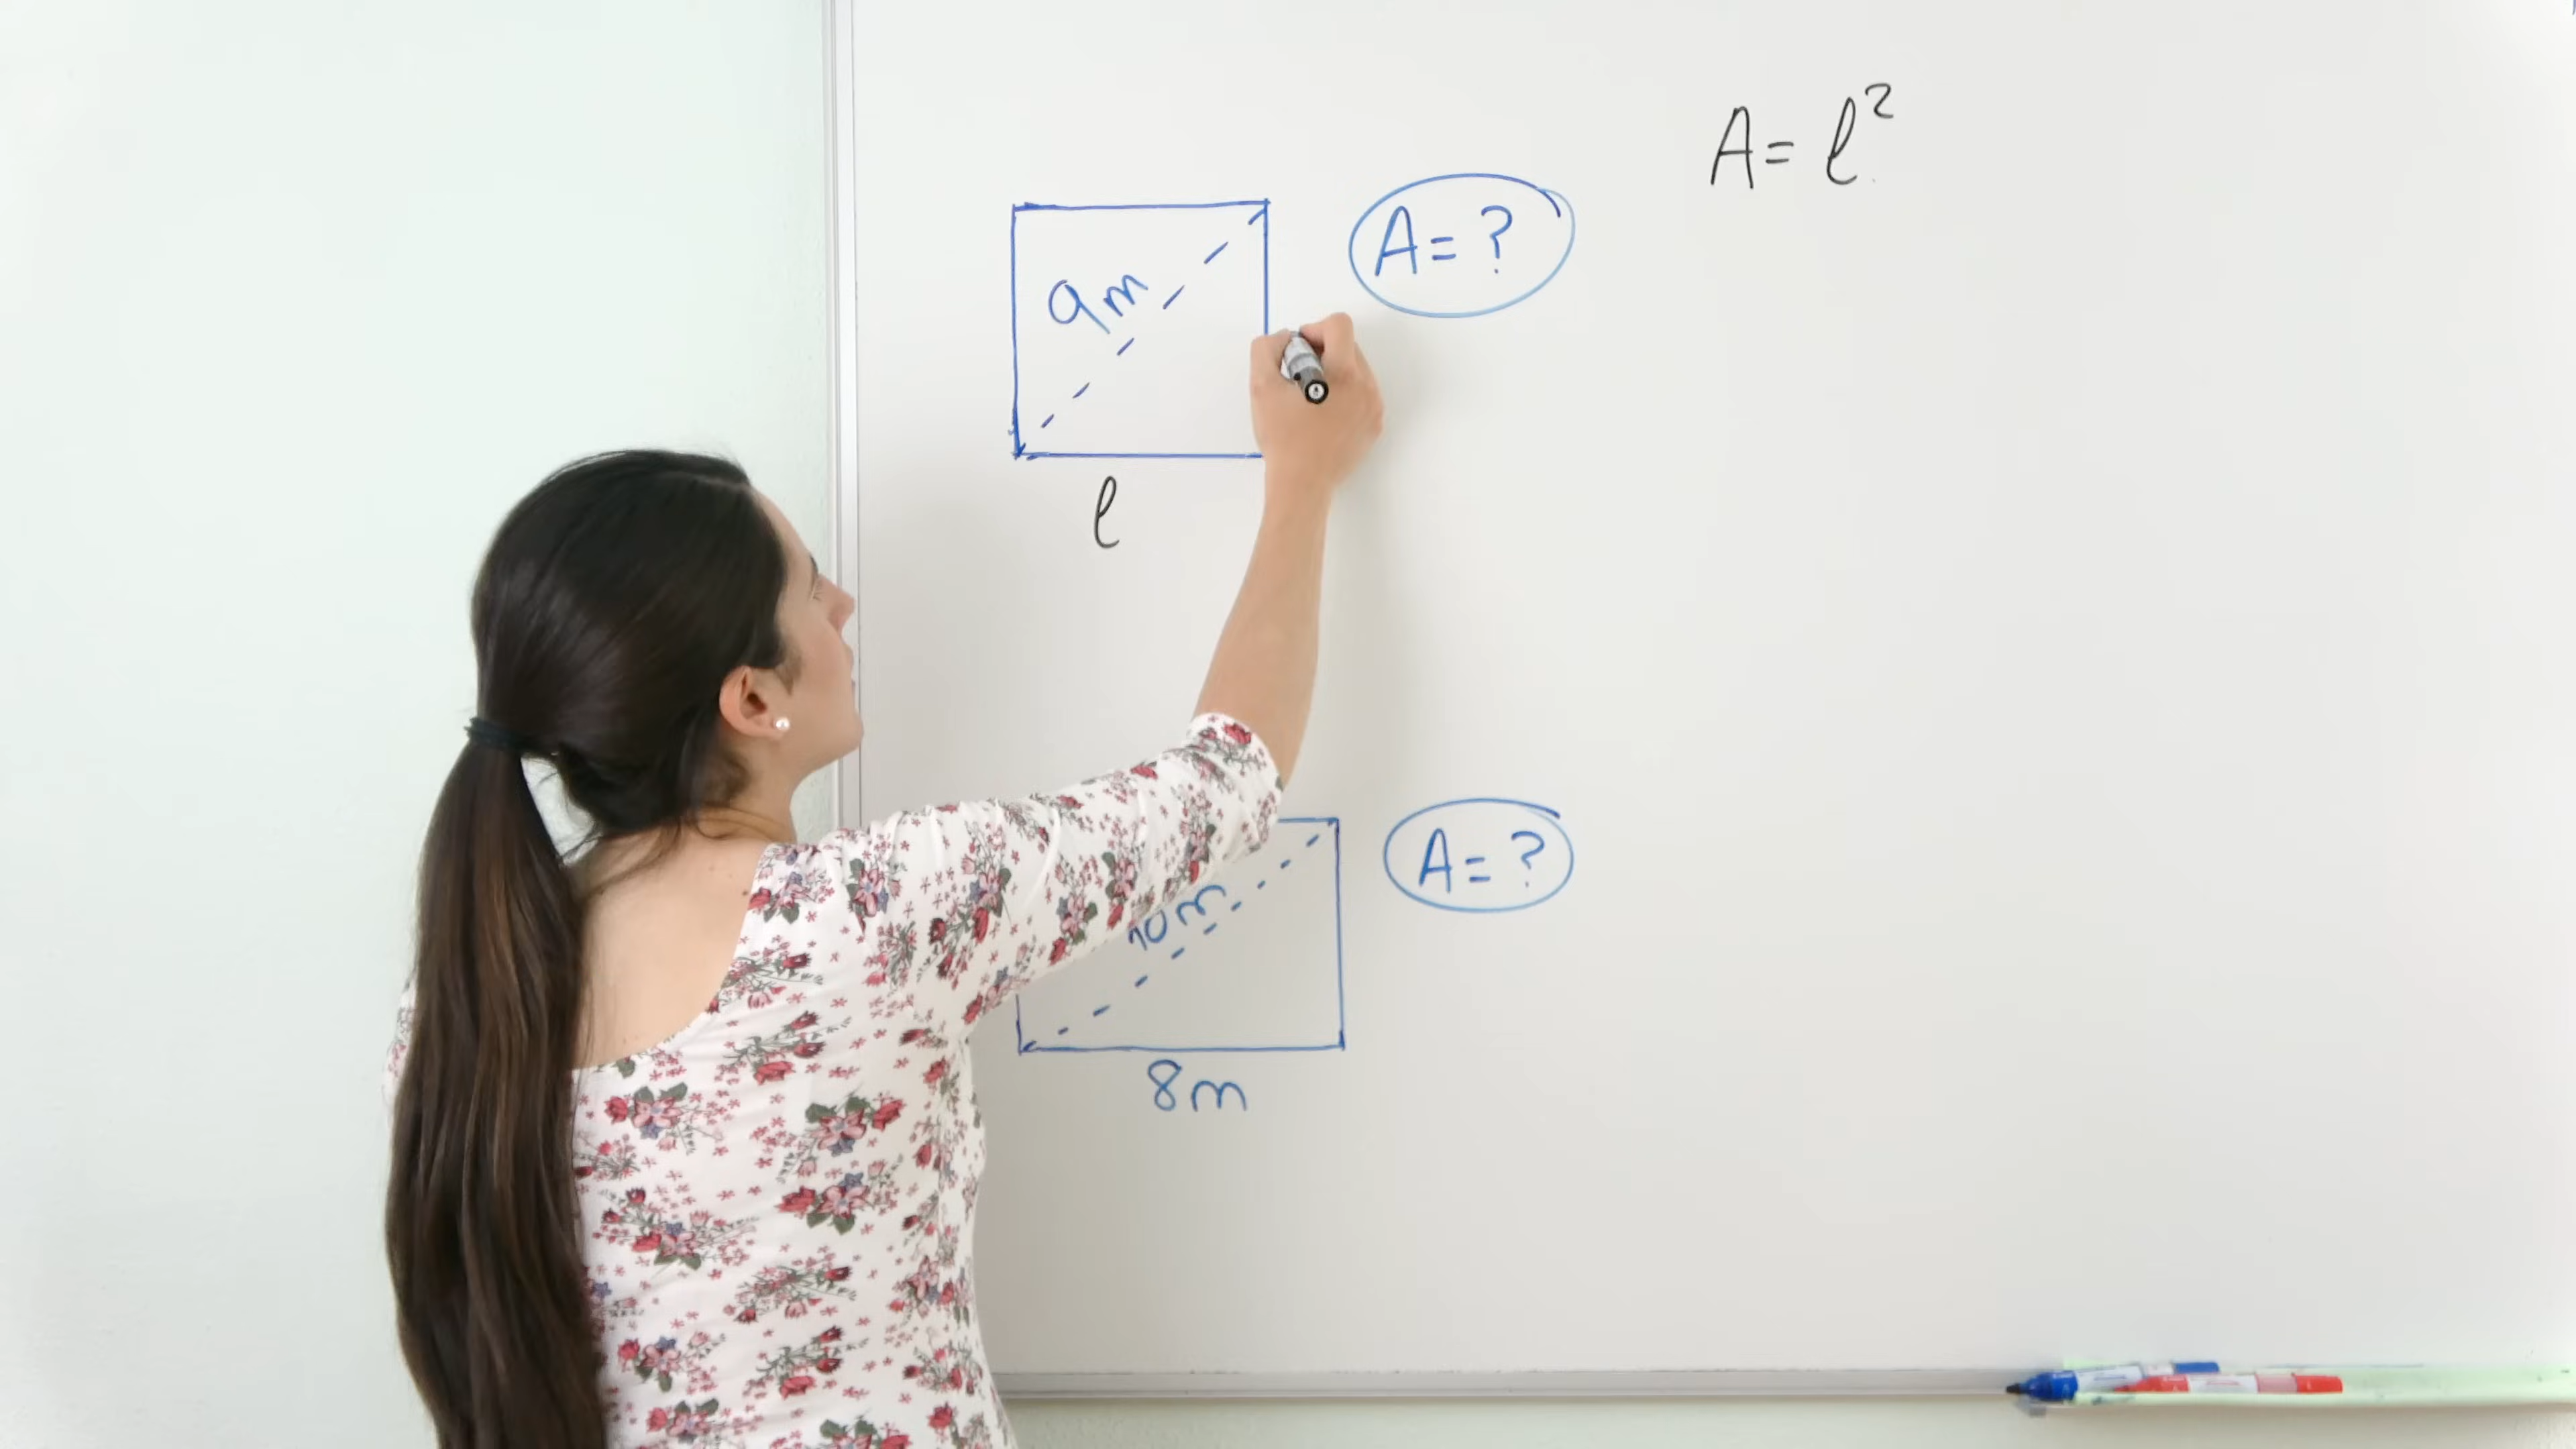 A = ℓ²
A = ?
9m
ℓ
A = ?
10m
8m